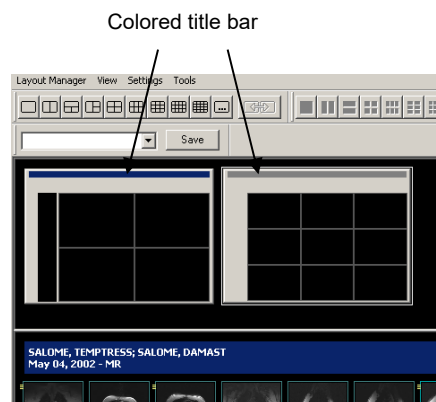 Colored title bar
Layout Manager View Settings Tools
...
Save
SALOME, TEMPTRESS; SALOME, DAMAST
May 04, 2002 - MR